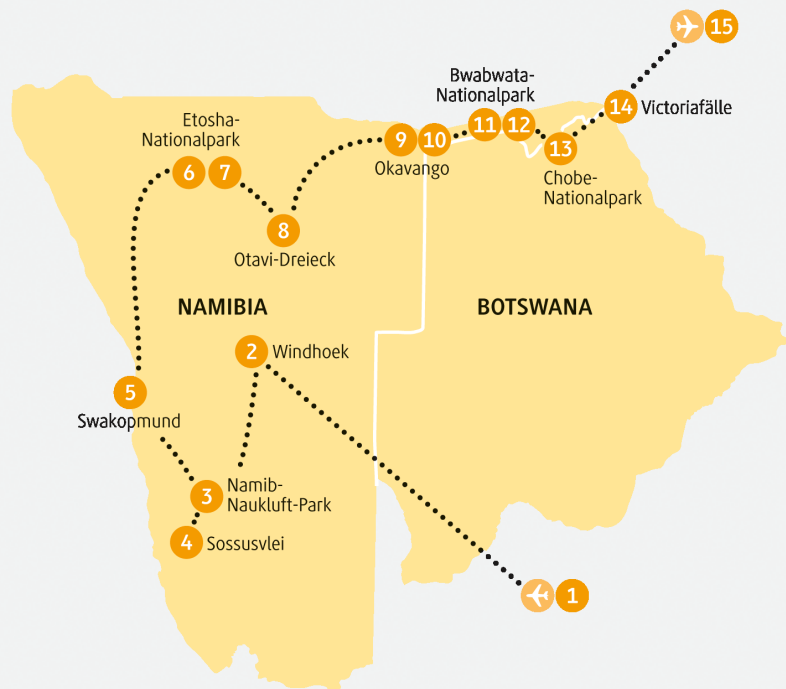 15
Bwabwata-
Nationalpark
14 Victoriafälle
Etosha-
Nationalpark
11 12
9 10
Okavango
13
Chobe-
Nationalpark
6 7
8
Otavi-Dreieck
NAMIBIA
BOTSWANA
2 Windhoek
5
Swakopmund
3 Namib-
Naukluft-Park
4 Sossusvlei
1